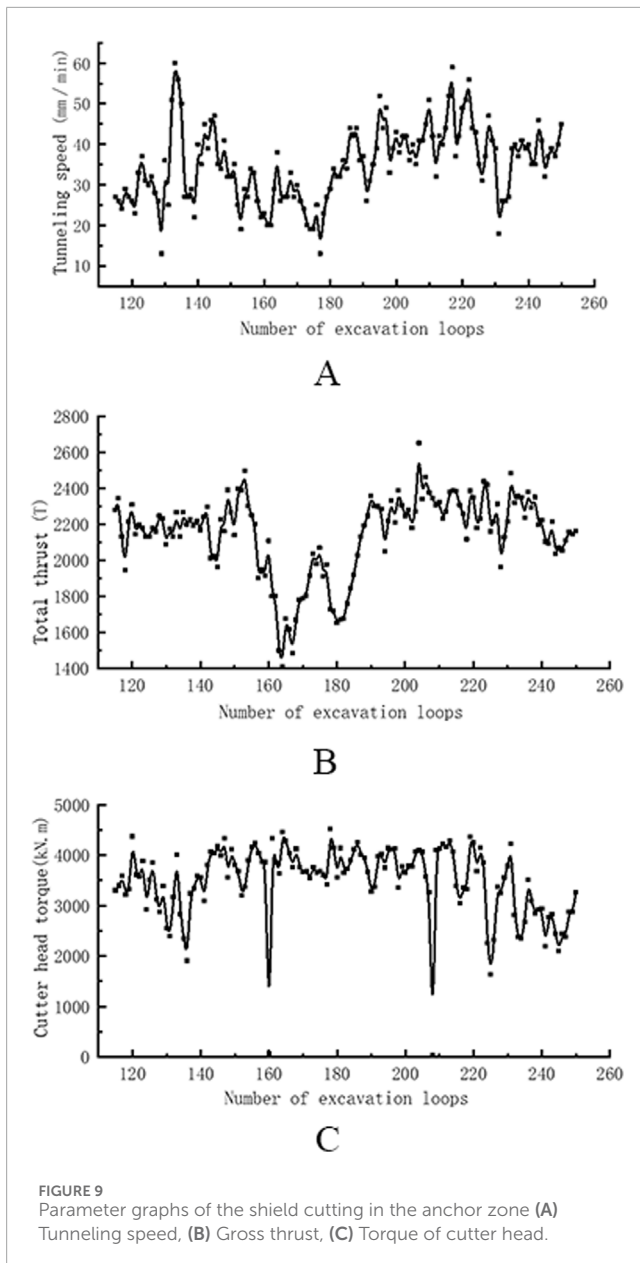 60
50
40
30
20
10
Tunneling speed (mm/min)
120 140 160 180 200 220 240 260
Number of excavation loops
A
2800
2600
2400
2200
2000
1800
1600
1400
Total thrust (T)
120 140 160 180 200 220 240 260
Number of excavation loops
B
5000
4000
3000
2000
1000
0
Cutter head torque(kN.m)
120 140 160 180 200 220 240 260
Number of excavation loops
C
FIGURE 9
Parameter graphs of the shield cutting in the anchor zone (A)
Tunneling speed, (B) Gross thrust, (C) Torque of cutter head.